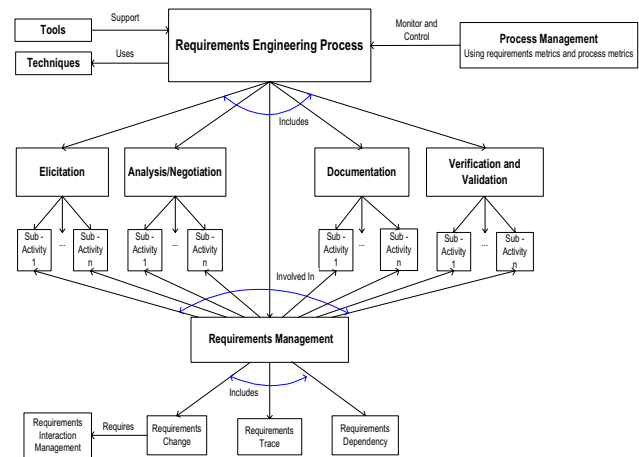 Tools
Support
Requirements Engineering Process
Monitor and
Control
Process Management
Using requirements metrics and process metrics
Techniques
Uses
Includes
Elicitation
Analysis/Negotiation
Documentation
Verification and
Validation
Sub -
Activity
1
...
Sub -
Activity
n
Sub -
Activity
1
...
Sub -
Activity
n
Sub -
Activity
1
...
Sub -
Activity
n
Sub -
Activity
1
...
Sub -
Activity
n
Involved In
Requirements Management
Includes
Requirements
Interaction
Management
Requires
Requirements
Change
Requirements
Trace
Requirements
Dependency